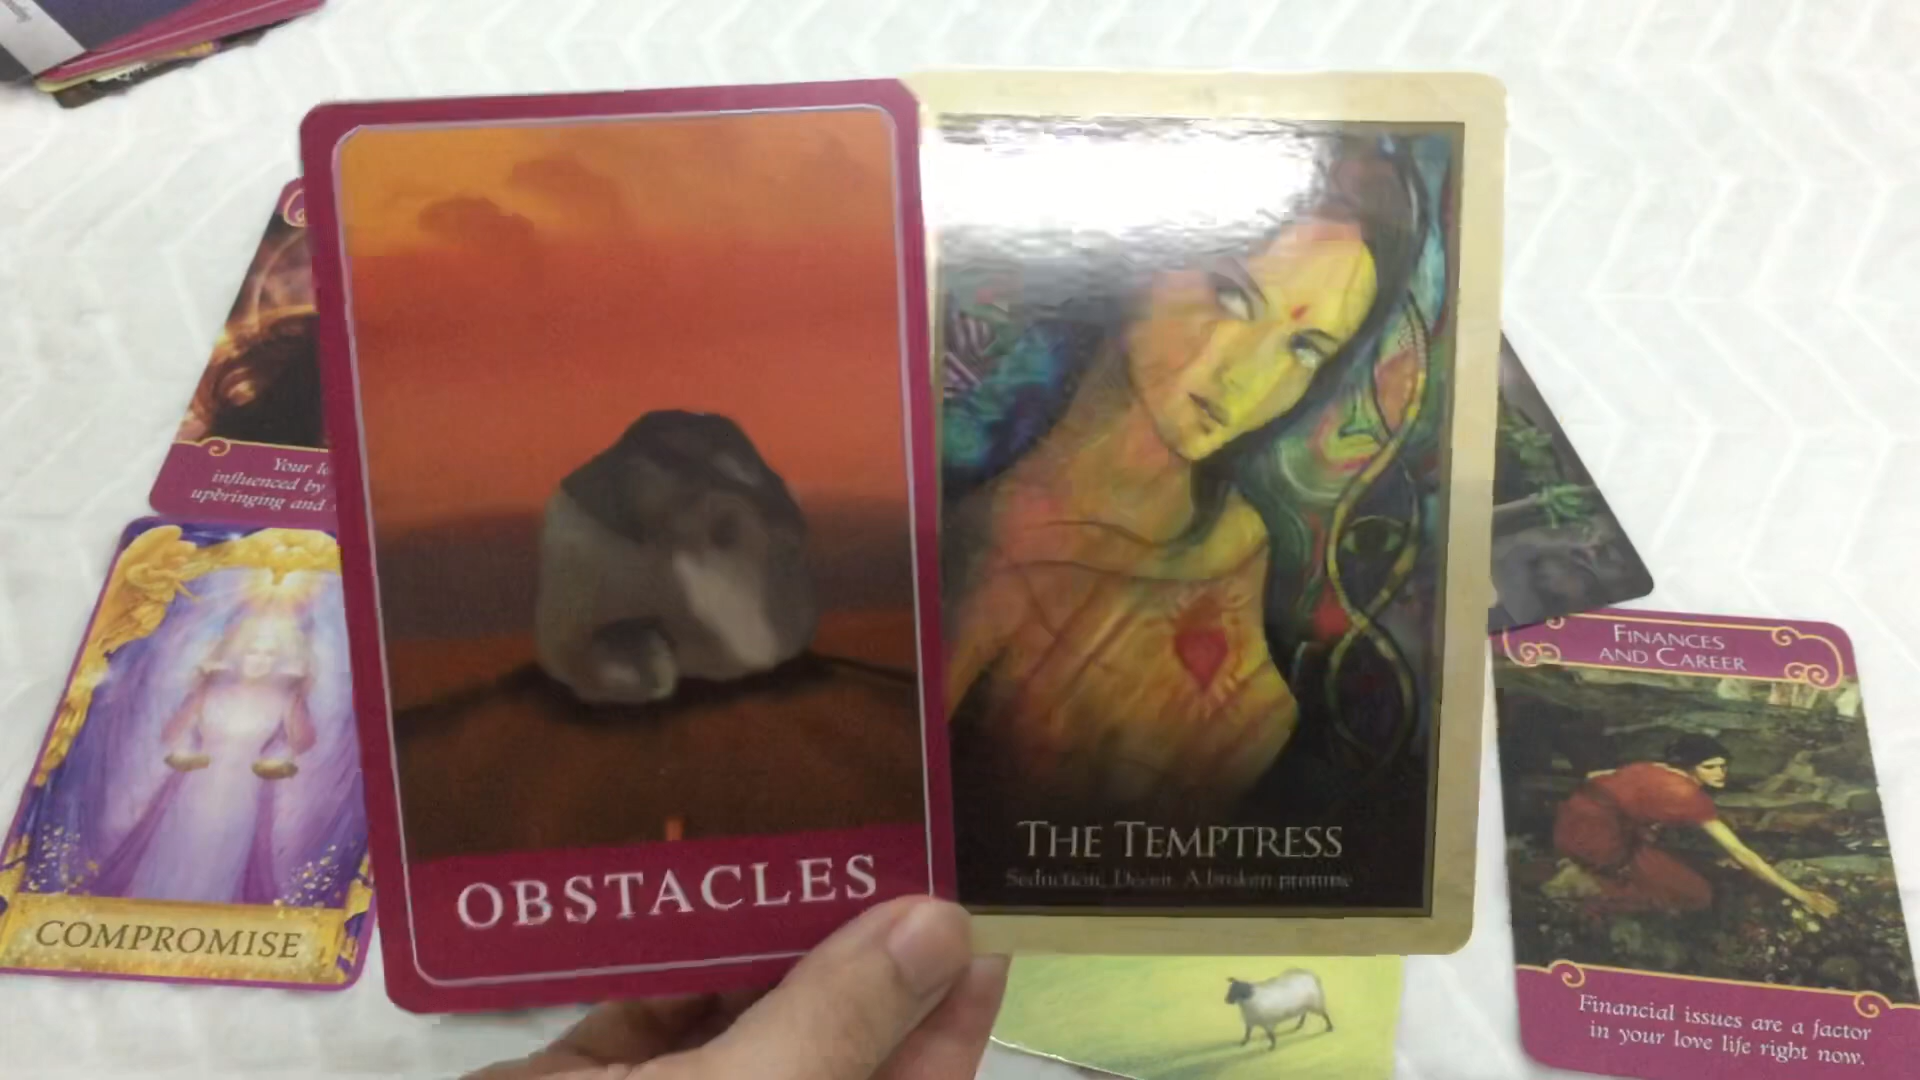 OBSTACLES
THE TEMPTRESS
Seduction. Deceit. A broken promise
Your
influenced by
upbringing and
COMPROMISE
FINANCES
AND CAREER
Financial issues are a factor
in your love life right now.